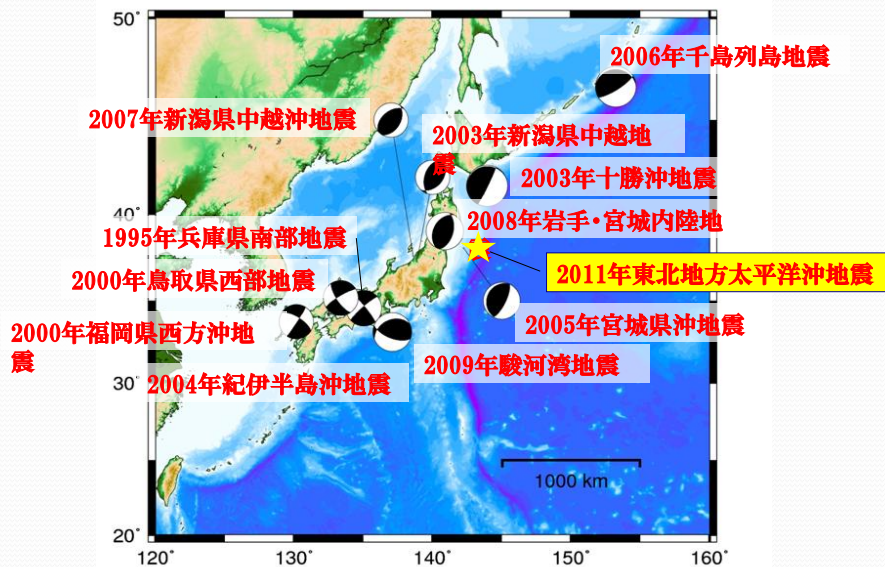 50°
2006年千島列島地震
2007年新潟県中越沖地震
2003年新潟県中越地
震
2003年十勝沖地震
40°
2008年岩手・宮城内陸地
1995年兵庫県南部地震
2011年東北地方太平洋沖地震
2000年鳥取県西部地震
2005年宮城県沖地震
2000年福岡県西方沖地
震
2009年駿河湾地震
2004年紀伊半島沖地震
30°
1000 km
20°
120°
130°
140°
150°
160°